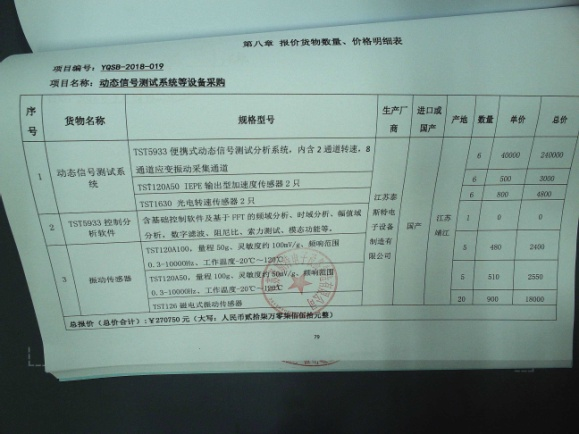 第八章 报价货物数量、价格明细表
项目编号：YQSB-2018-019
项目名称：动态信号测试系统等设备采购
序号 货物名称 规格型号 生产厂商 进口或国产 产地 数量 单价 总价
1 动态信号测试系统 TST5933 便携式动态信号测试分析系统，内含2通道转速，8通道应变振动采集通道 江苏泰斯特电子设备制造有限公司 国产 江苏靖江 6 40000 240000
TST120A50 IEPE 输出型加速度传感器 2 只 6 500 3000
TST1630 光电转速传感器 2 只 6 800 4800
2 TST5933 控制分析软件 含基础控制软件及基于 FFT 的频域分析、时域分析、幅值域分析、数字滤波、阻尼比、索力测试、模态功能等。 1 0 0
3 振动传感器 TST120A100，量程 50g，灵敏度约 100mV/g，频响范围 0.3-10000Hz、工作温度-20℃～120℃ 5 480 2400
TST120A50，量程 100g，灵敏度约 50mV/g，频响范围 0.3-10000Hz、工作温度-20℃～120℃ 5 510 2550
TST126 磁电式振动传感器 20 900 18000
总报价（总价合计）：￥270750 元（大写：人民币贰拾柒万零柒佰伍拾元整）